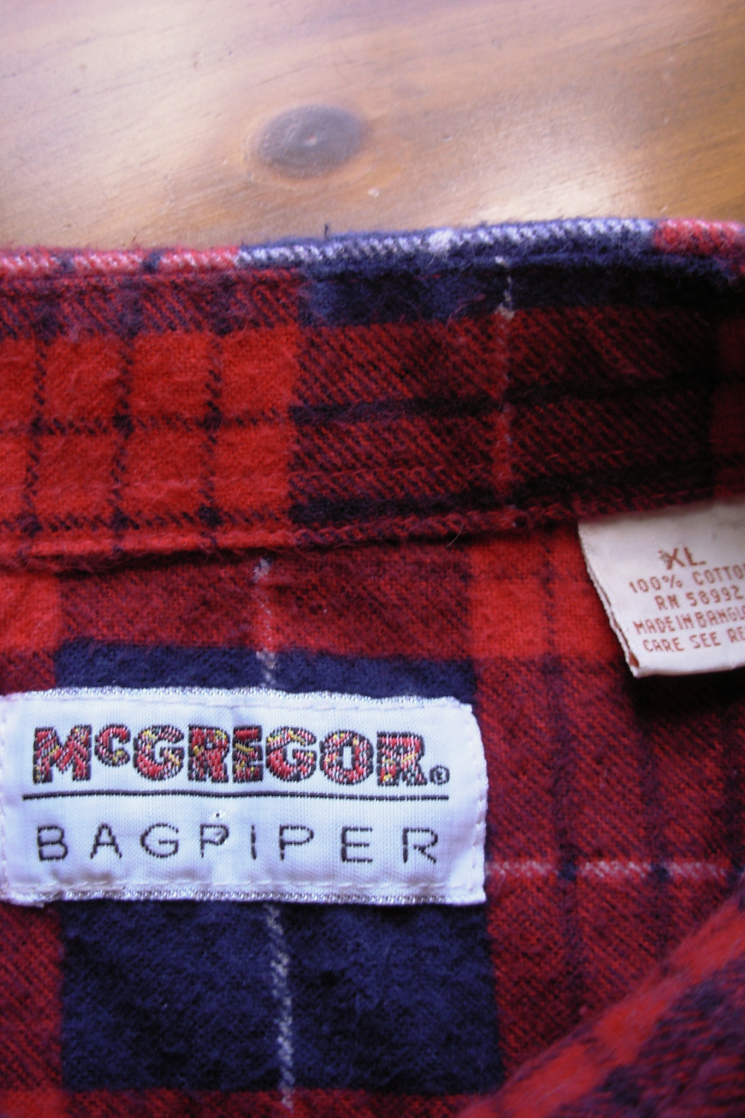 McGREGOR®
BAGPIPER
XL
100% COTTO
RN 58992
MADE IN BANGL
CARE SEE RE